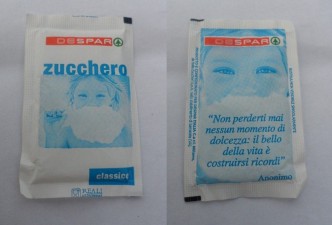 DESPAR
zucchero
classico
DESPAR
"Non perderti mai
nessun momento di
dolcezza: il bello
della vita è
costruirsi ricordi"
Anonimo